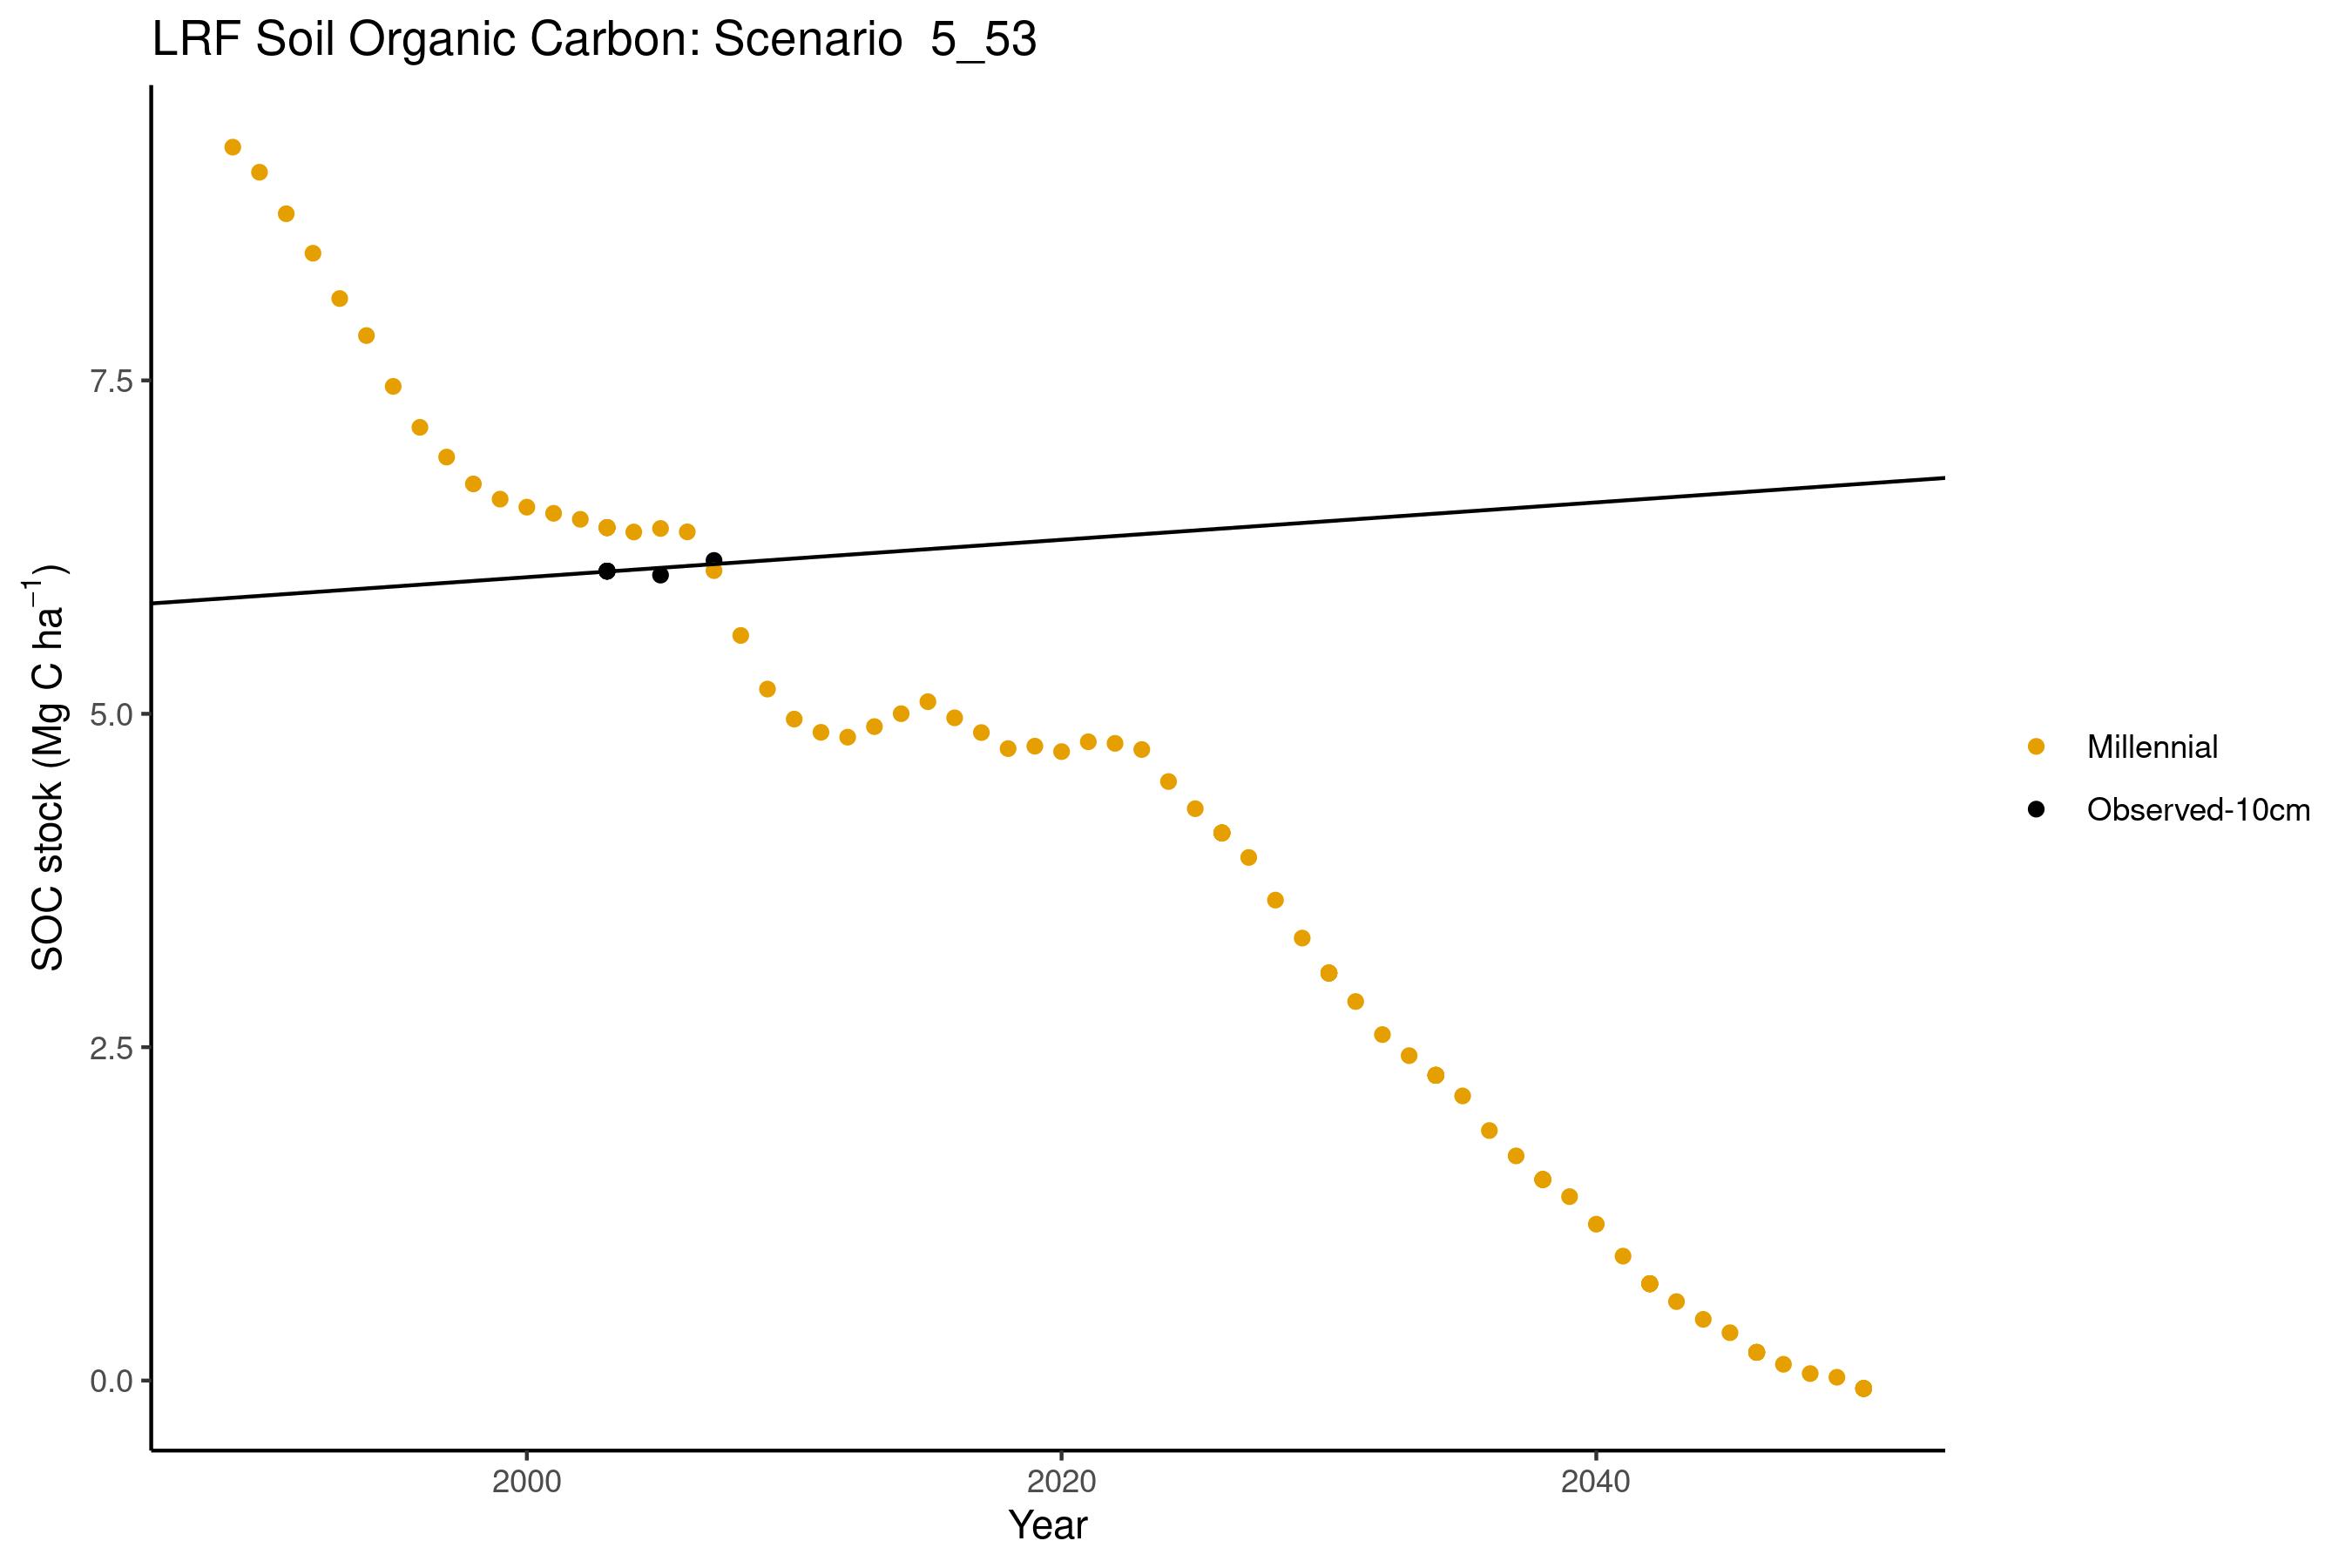 LRF Soil Organic Carbon: Scenario  5_53
SOC stock (Mg C ha⁻¹)
7.5
5.0
2.5
0.0
2000
2020
2040
Year
Millennial
Observed-10cm